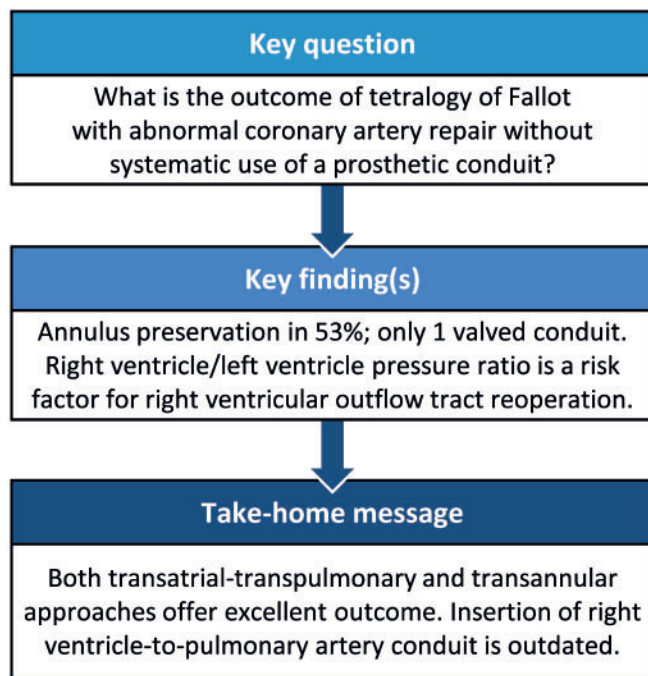 Key question
What is the outcome of tetralogy of Fallot
with abnormal coronary artery repair without
systematic use of a prosthetic conduit?
Key finding(s)
Annulus preservation in 53%; only 1 valved conduit.
Right ventricle/left ventricle pressure ratio is a risk
factor for right ventricular outflow tract reoperation.
Take-home message
Both transatrial-transpulmonary and transannular
approaches offer excellent outcome. Insertion of right
ventricle-to-pulmonary artery conduit is outdated.